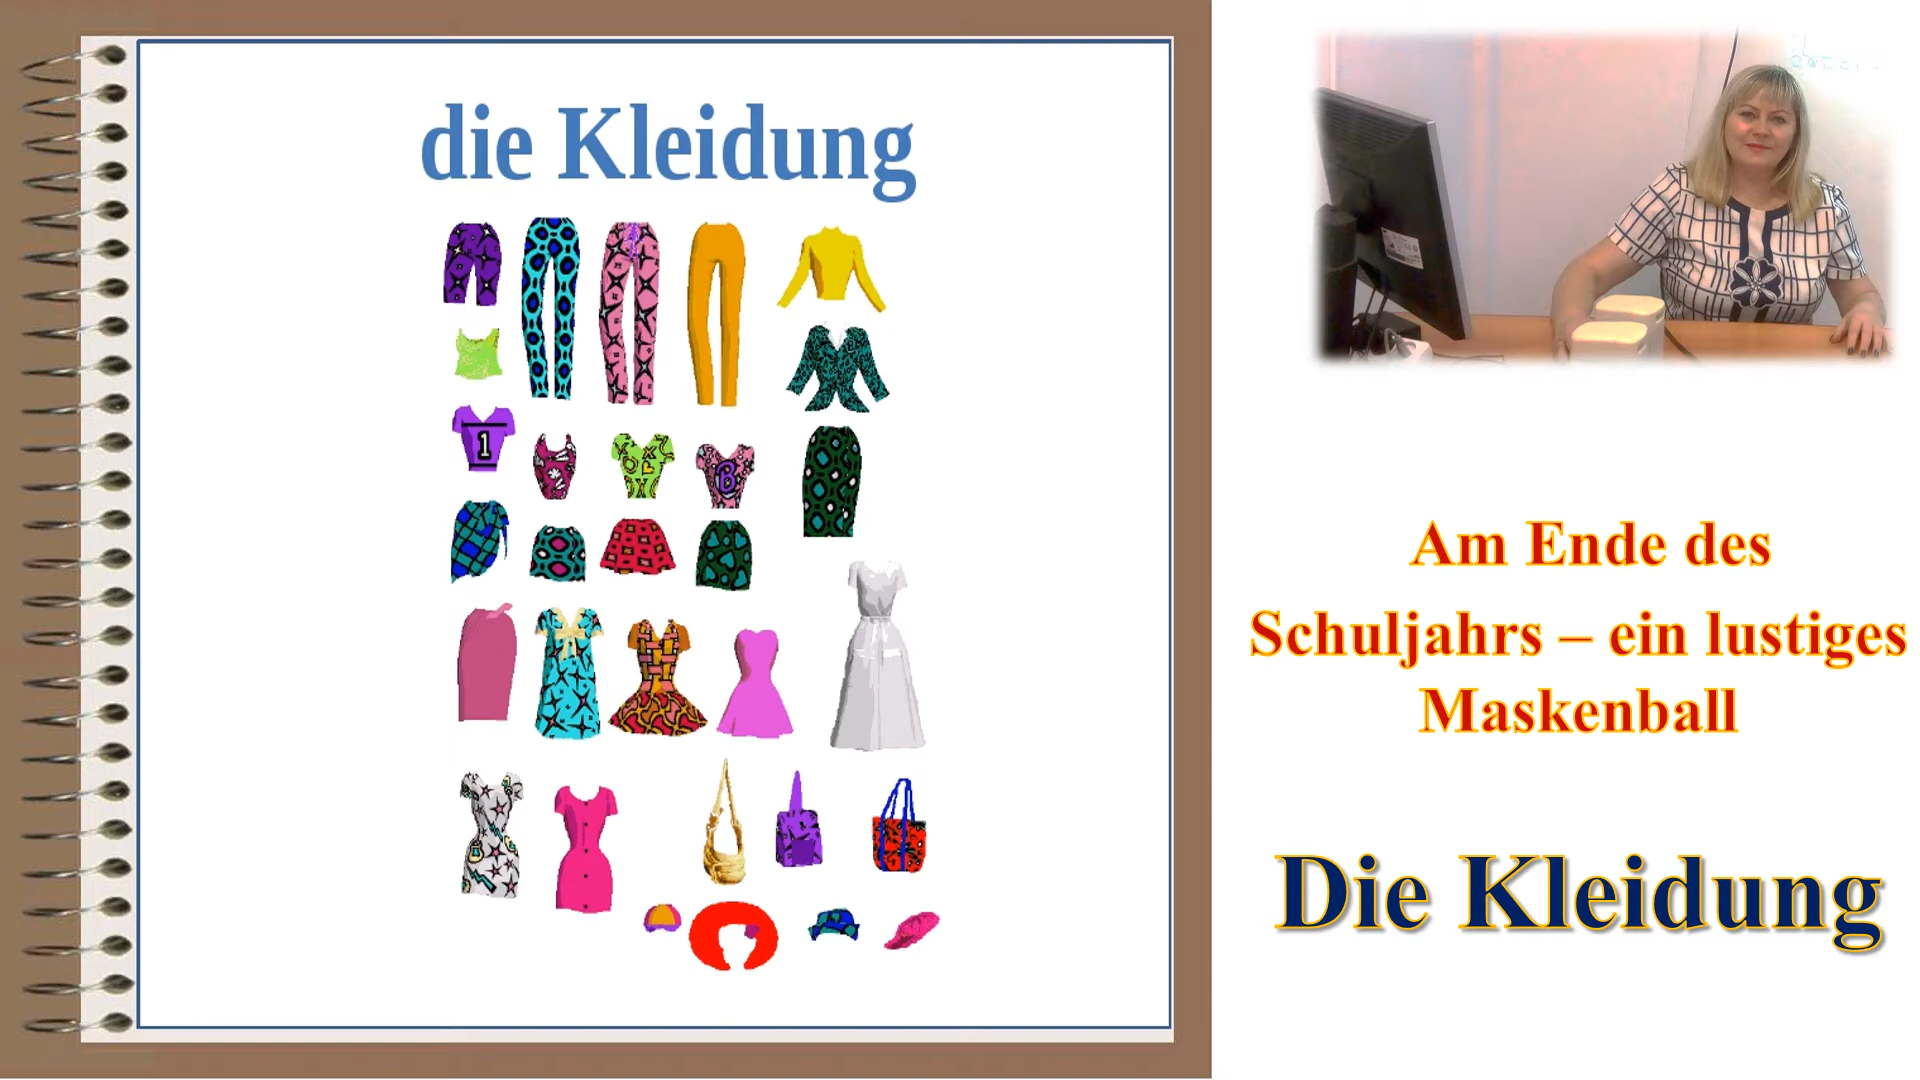 die Kleidung
1
B
Am Ende des
Schuljahrs – ein lustiges
Maskenball
Die Kleidung